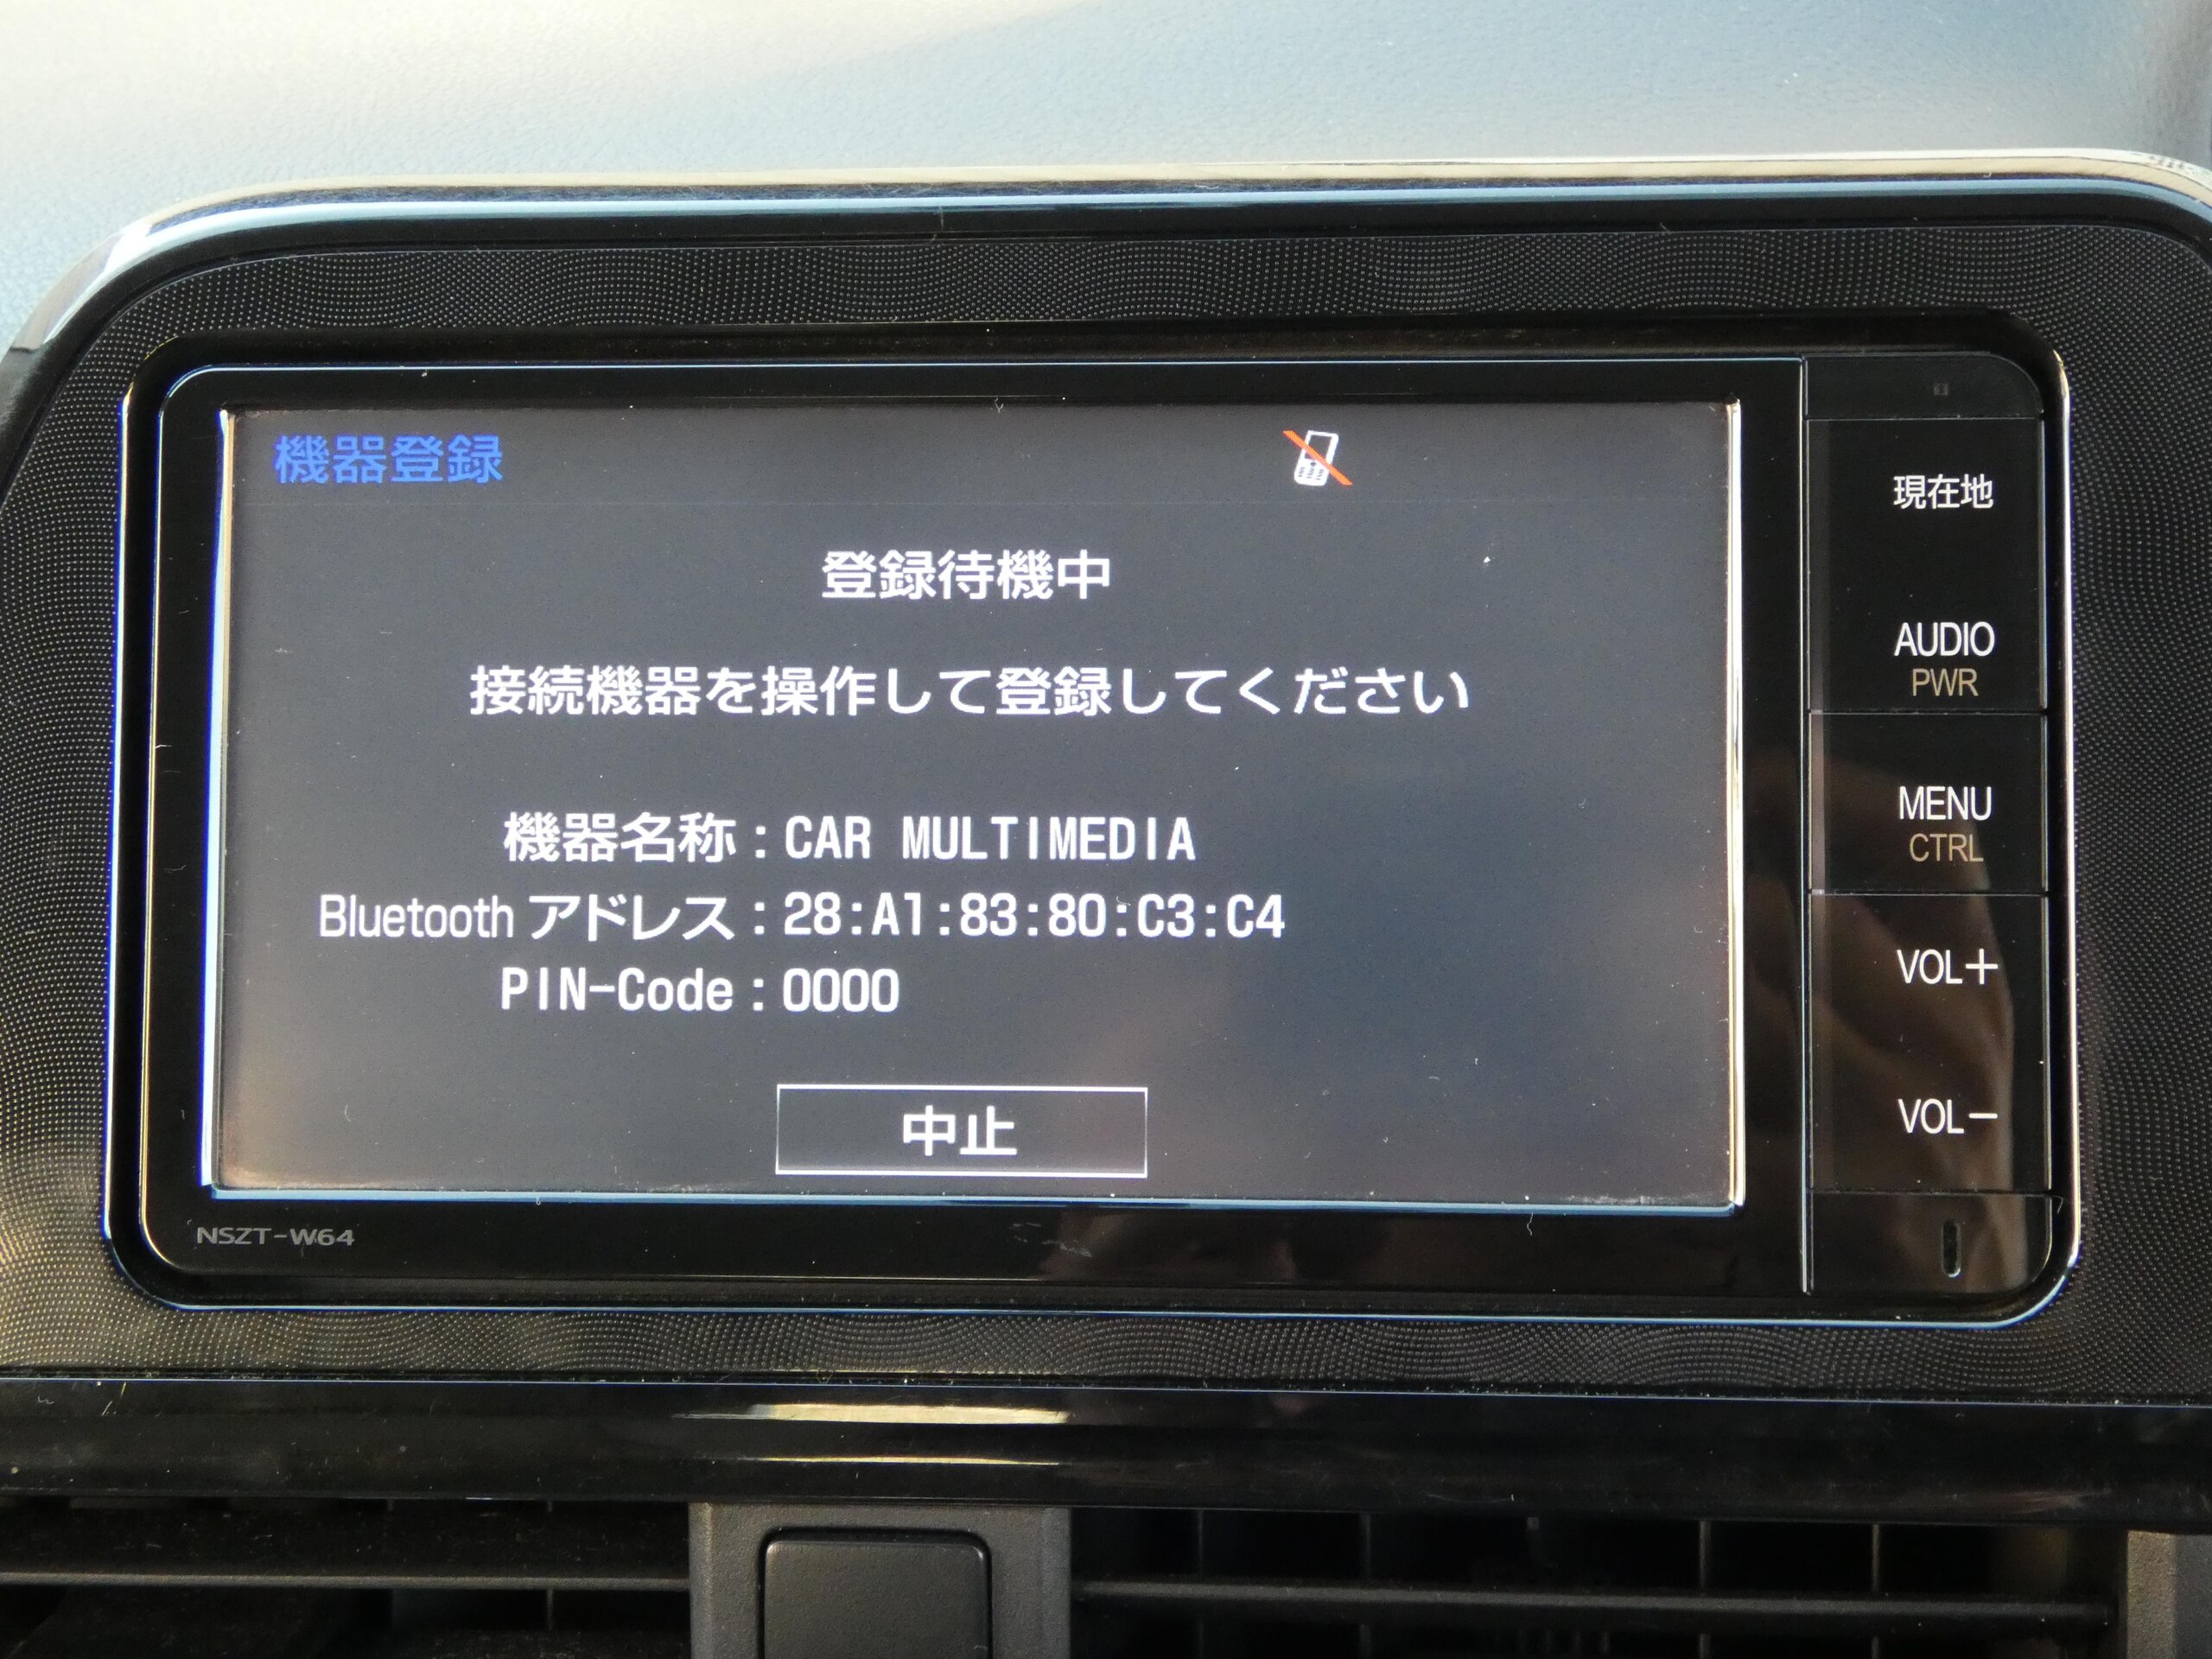 機器登録
登録待機中
接続機器を操作して登録してください
機器名称 : CAR MULTIMEDIA
Bluetooth アドレス : 28:A1:83:80:C3:C4
PIN-Code : 0000
中止
NSZT-W64
現在地
AUDIO
PWR
MENU
CTRL
VOL+
VOL−